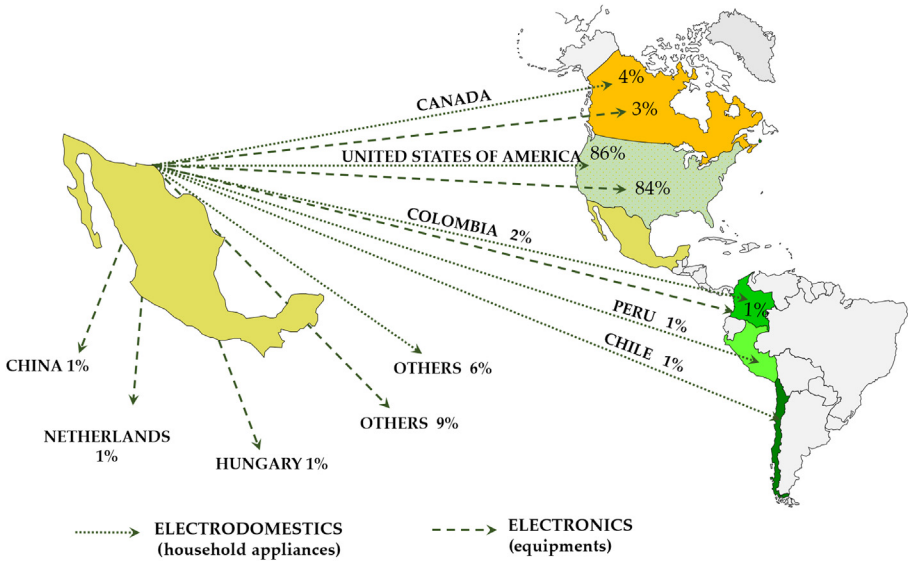 4%
CANADA
3%
UNITED STATES OF AMERICA
86%
84%
COLOMBIA 2%
1%
PERU 1%
CHILE 1%
CHINA 1%
OTHERS 6%
OTHERS 9%
NETHERLANDS
1%
HUNGARY 1%
ELECTRODOMESTICS
(household appliances)
ELECTRONICS
(equipments)